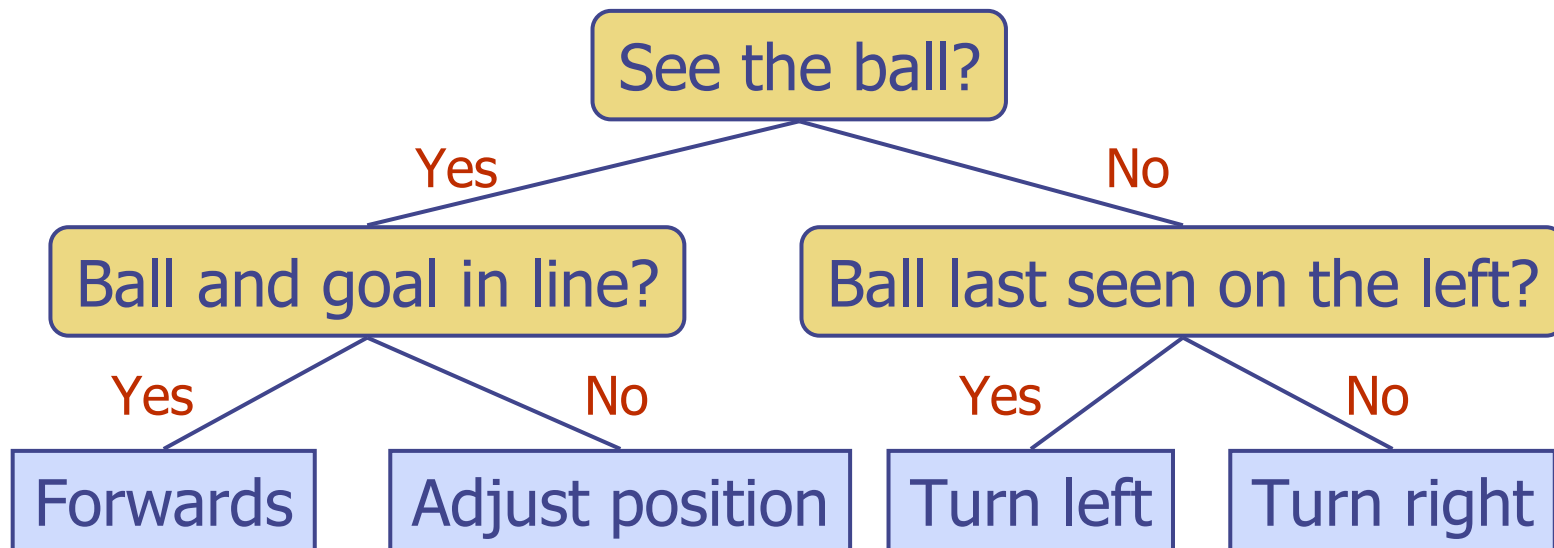 See the ball?
Yes
No
Ball and goal in line?
Ball last seen on the left?
Yes
No
Yes
No
Forwards
Adjust position
Turn left
Turn right